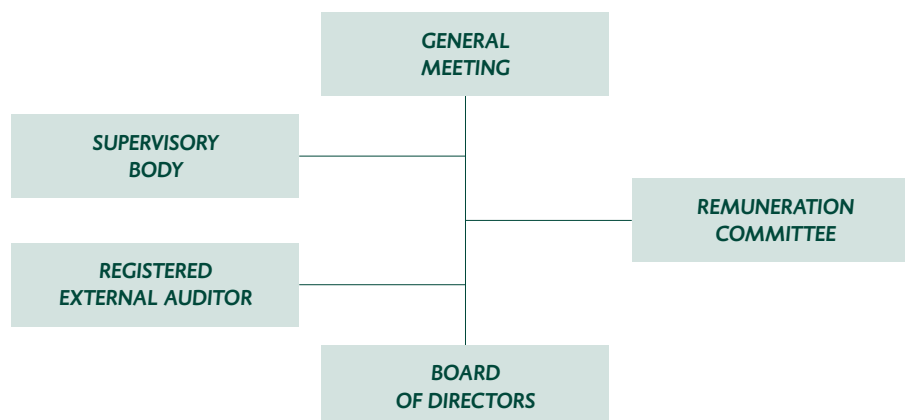 GENERAL
MEETING
SUPERVISORY
BODY
REMUNERATION
COMMITTEE
REGISTERED
EXTERNAL AUDITOR
BOARD
OF DIRECTORS